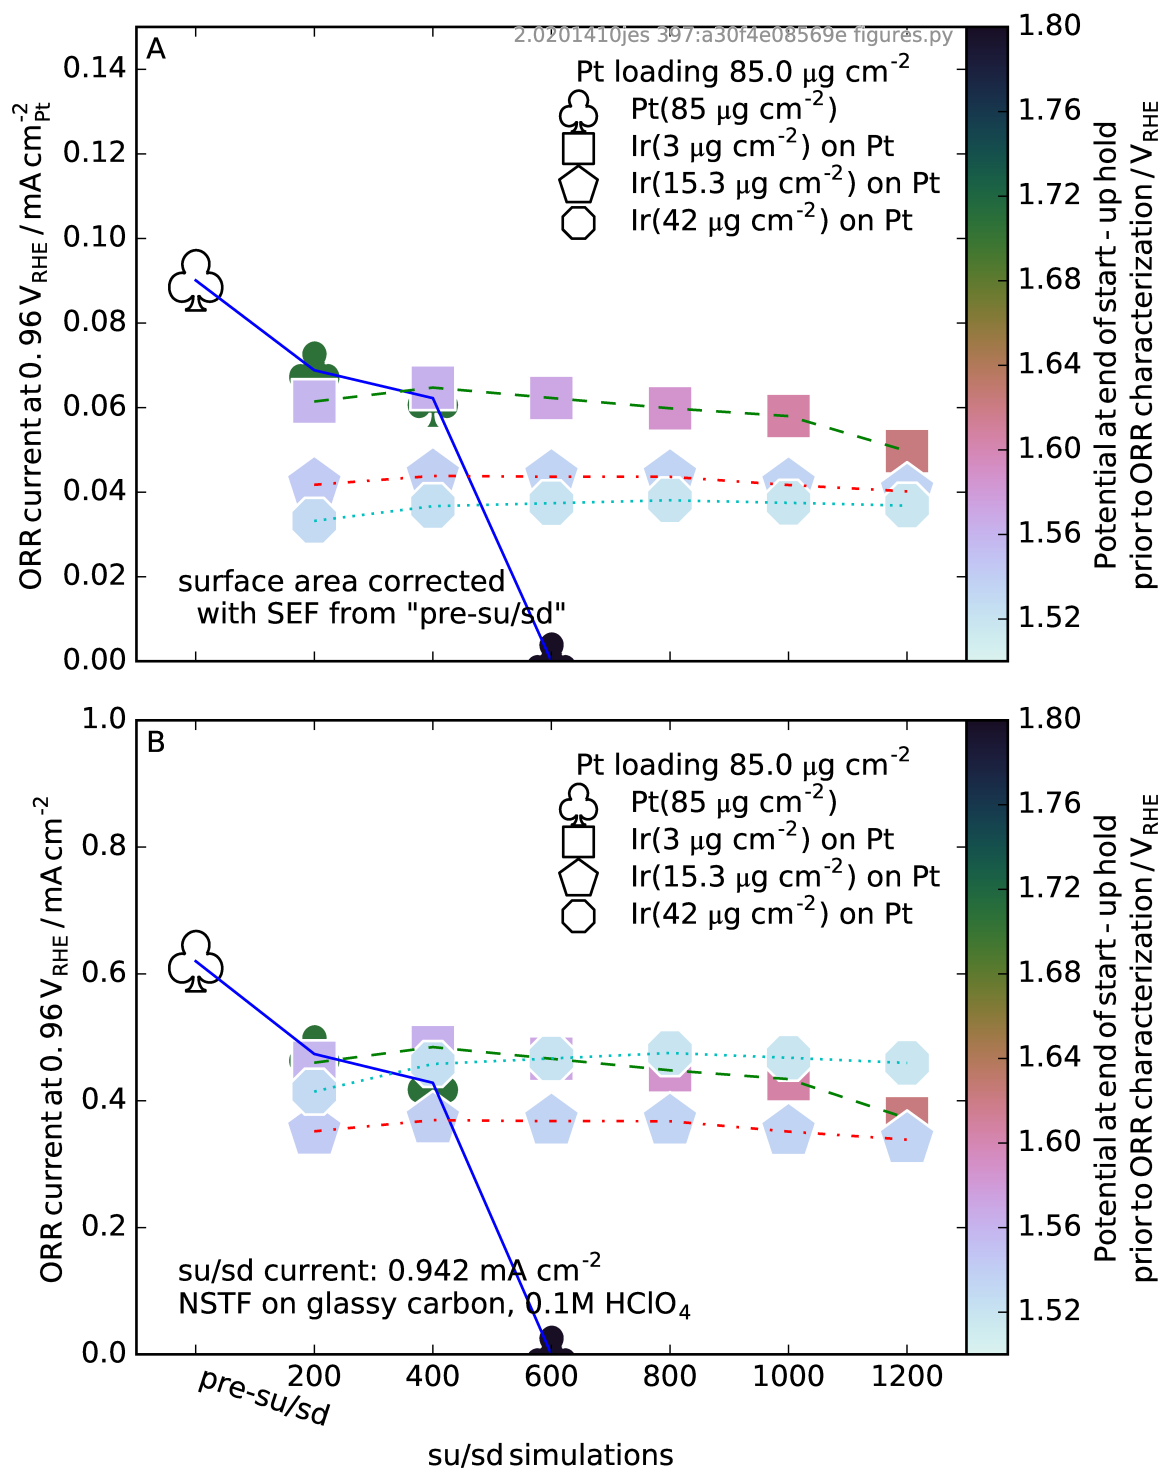 2.0201410jes 397:a30f4e08569e figures.py
A
Pt loading 85.0 μg cm-2
Pt(85 μg cm-2)
Ir(3 μg cm-2) on Pt
Ir(15.3 μg cm-2) on Pt
Ir(42 μg cm-2) on Pt
0.14
0.12
0.10
0.08
0.06
0.04
0.02
0.00
ORR current at 0.96 VRHE / mA cm-2Pt
surface area corrected
with SEF from "pre-su/sd"
1.80
1.76
1.72
1.68
1.64
1.60
1.56
1.52
Potential at end of start-up hold
prior to ORR characterization / VRHE
B
Pt loading 85.0 μg cm-2
Pt(85 μg cm-2)
Ir(3 μg cm-2) on Pt
Ir(15.3 μg cm-2) on Pt
Ir(42 μg cm-2) on Pt
1.0
0.8
0.6
0.4
0.2
0.0
ORR current at 0.96 VRHE / mA cm-2
su/sd current: 0.942 mA cm-2
NSTF on glassy carbon, 0.1M HClO4
1.80
1.76
1.72
1.68
1.64
1.60
1.56
1.52
Potential at end of start-up hold
prior to ORR characterization / VRHE
pre-su/sd 200 400 600 800 1000 1200
su/sd simulations